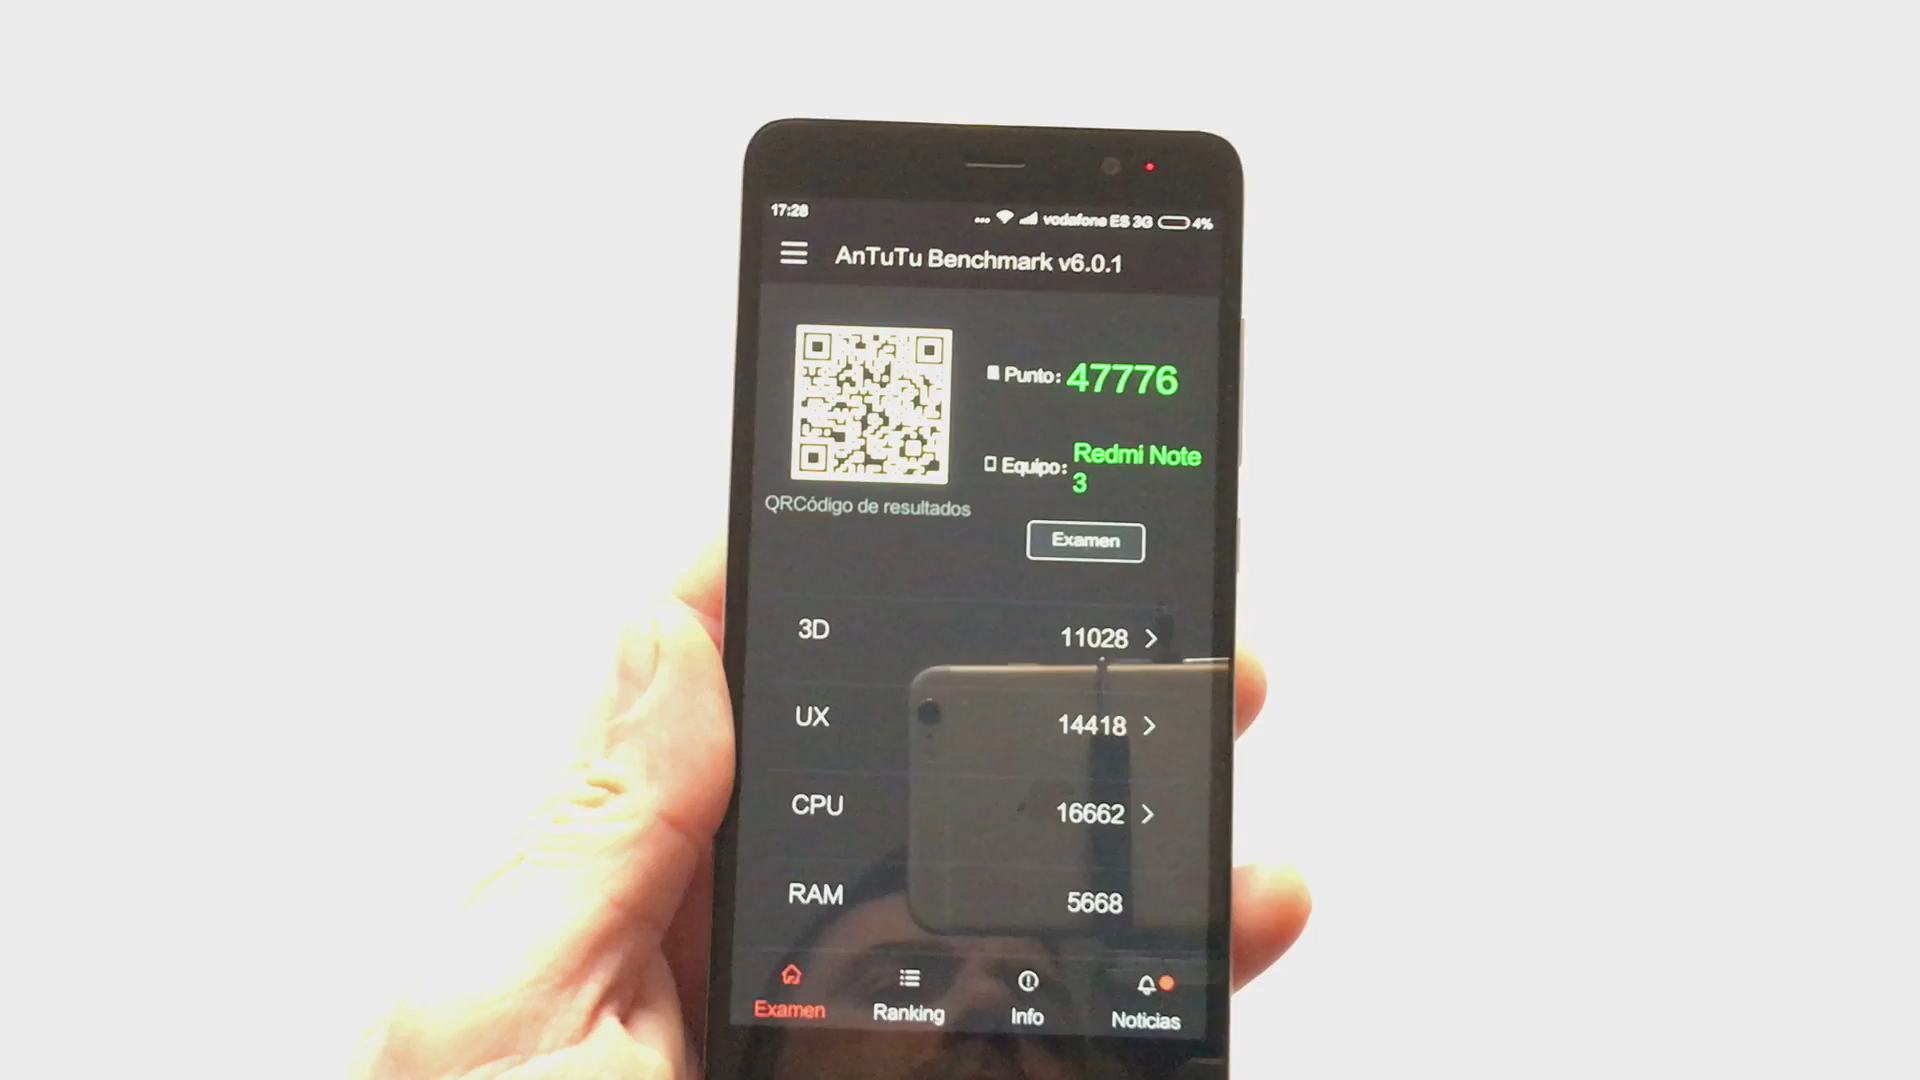 17:28
... vodafone ES 3G 4%
AnTuTu Benchmark v6.0.1
Punto: 47776
Equipo: Redmi Note
3
QRCódigo de resultados
Examen
3D 11028
UX 14418
CPU 16662
RAM 5668
Examen Ranking Info Noticias